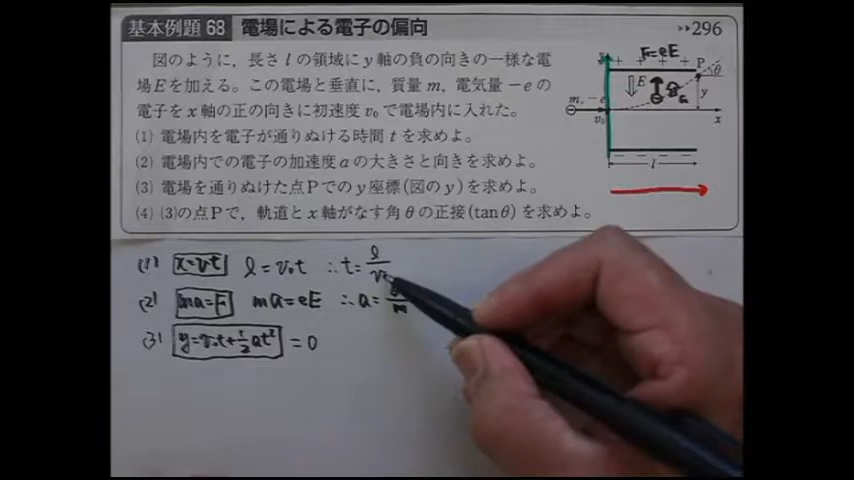 基本例題 68 電場による電子の偏向 ▸▸296
図のように，長さ l の領域に y 軸の負の向きの一様な電
場Eを加える。この電場と垂直に，質量 m，電気量 −e の
電子を x 軸の正の向きに初速度 v₀ で電場内に入れた。
(1) 電場内を電子が通りぬける時間 t を求めよ。
(2) 電場内での電子の加速度 a の大きさと向きを求めよ。
(3) 電場を通りぬけた点Pでの y 座標(図の y)を求めよ。
(4) (3)の点Pで，軌道と x 軸がなす角 θ の正接(tanθ)を求めよ。
F=eE
y + + + P θ
E a y
m, −e
v₀ x
l
(1) x=vt l=v₀t ∴t=l/v₀
(2) ma=F ma=eE ∴a=eE/m
(3) y=v₀t+½at² =0